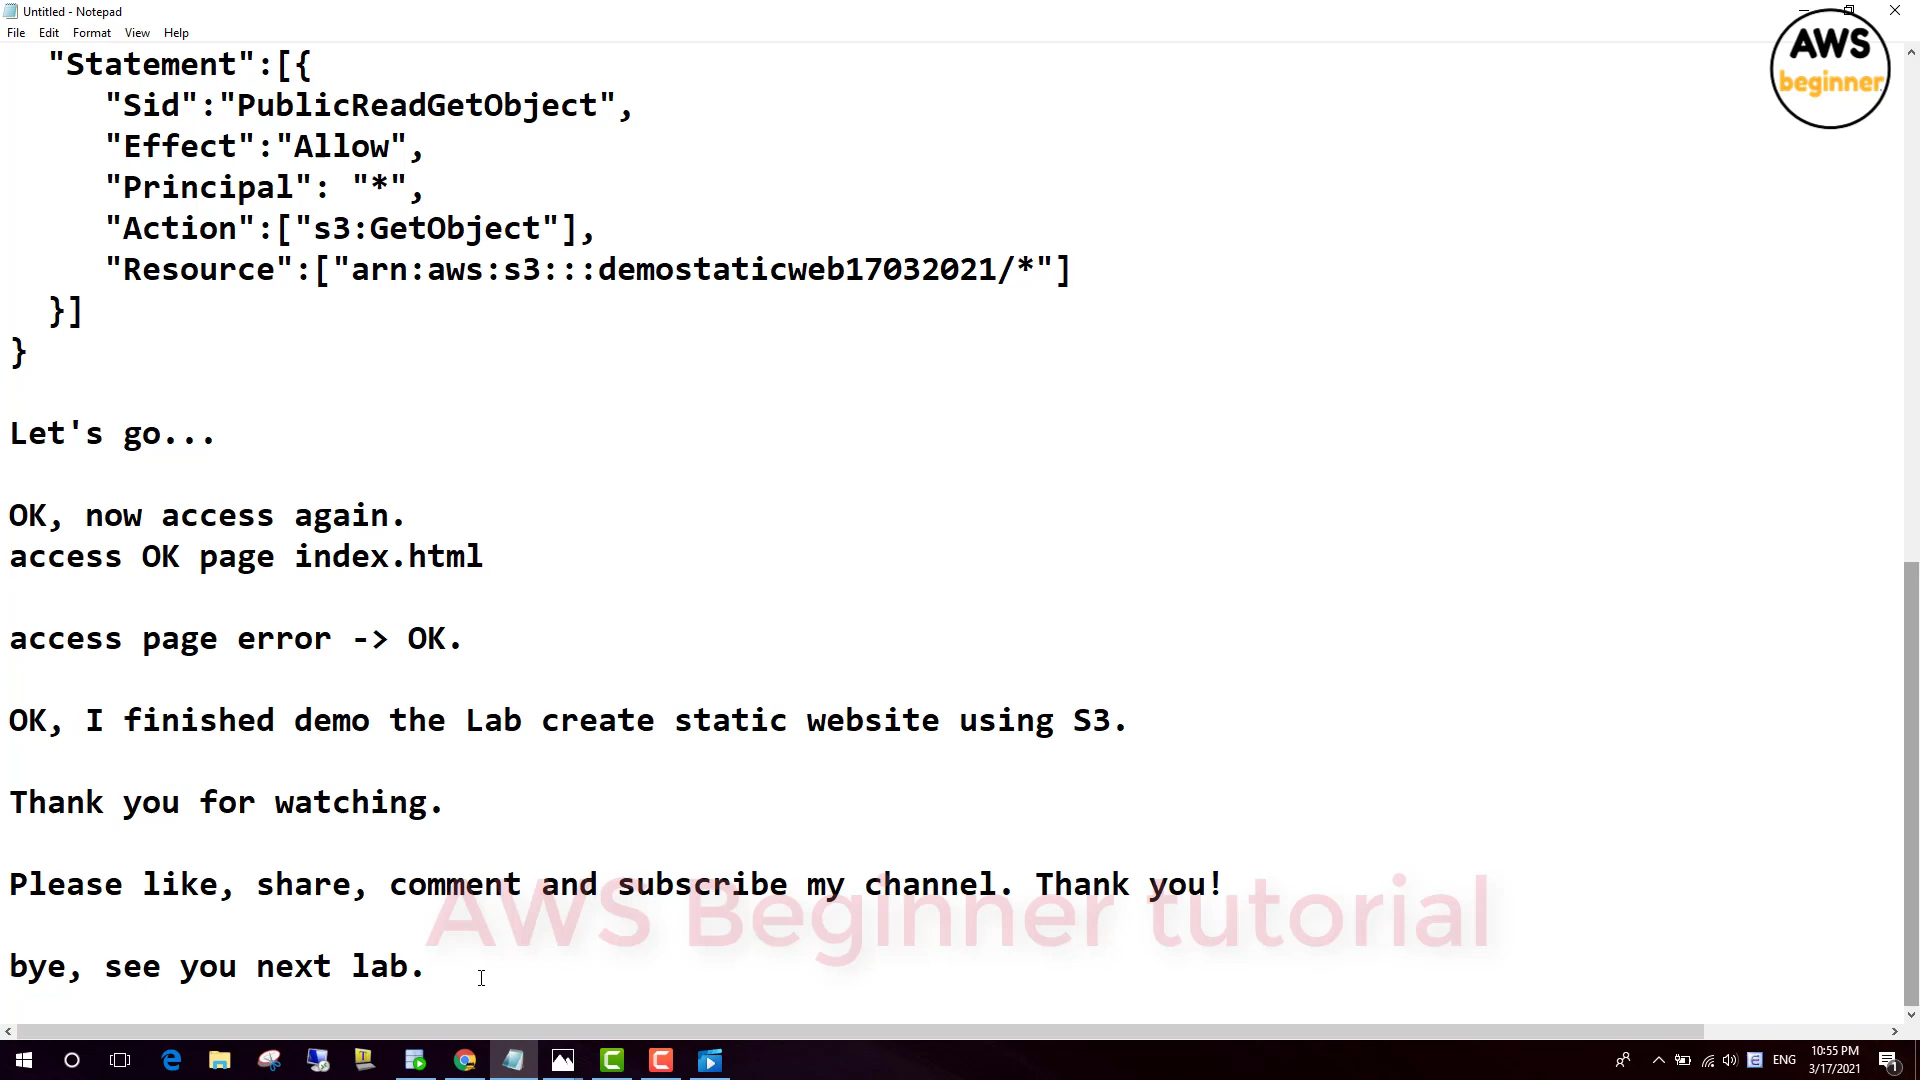 Untitled - Notepad
File Edit Format View Help
AWS
beginner
"Statement":[{
"Sid":"PublicReadGetObject",
"Effect":"Allow",
"Principal": "*",
"Action":["s3:GetObject"],
"Resource":["arn:aws:s3:::demostaticweb17032021/*"]
}]
}
Let's go...
OK, now access again.
access OK page index.html
access page error -> OK.
OK, I finished demo the Lab create static website using S3.
Thank you for watching.
Please like, share, comment and subscribe my channel. Thank you!
AWS Beginner tutorial
bye, see you next lab.
ENG
10:55 PM
3/17/2021
1